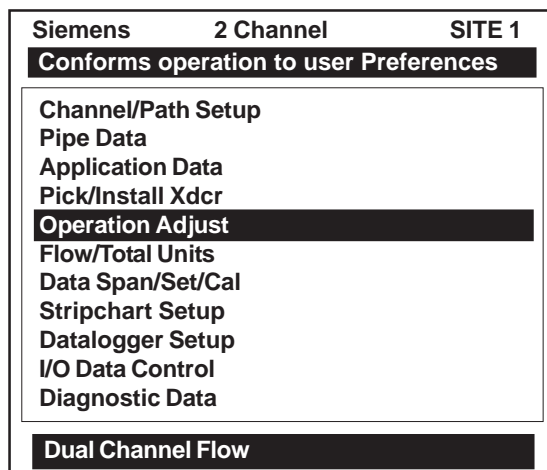 Siemens 2 Channel SITE 1
Conforms operation to user Preferences
Channel/Path Setup
Pipe Data
Application Data
Pick/Install Xdcr
Operation Adjust
Flow/Total Units
Data Span/Set/Cal
Stripchart Setup
Datalogger Setup
I/O Data Control
Diagnostic Data
Dual Channel Flow